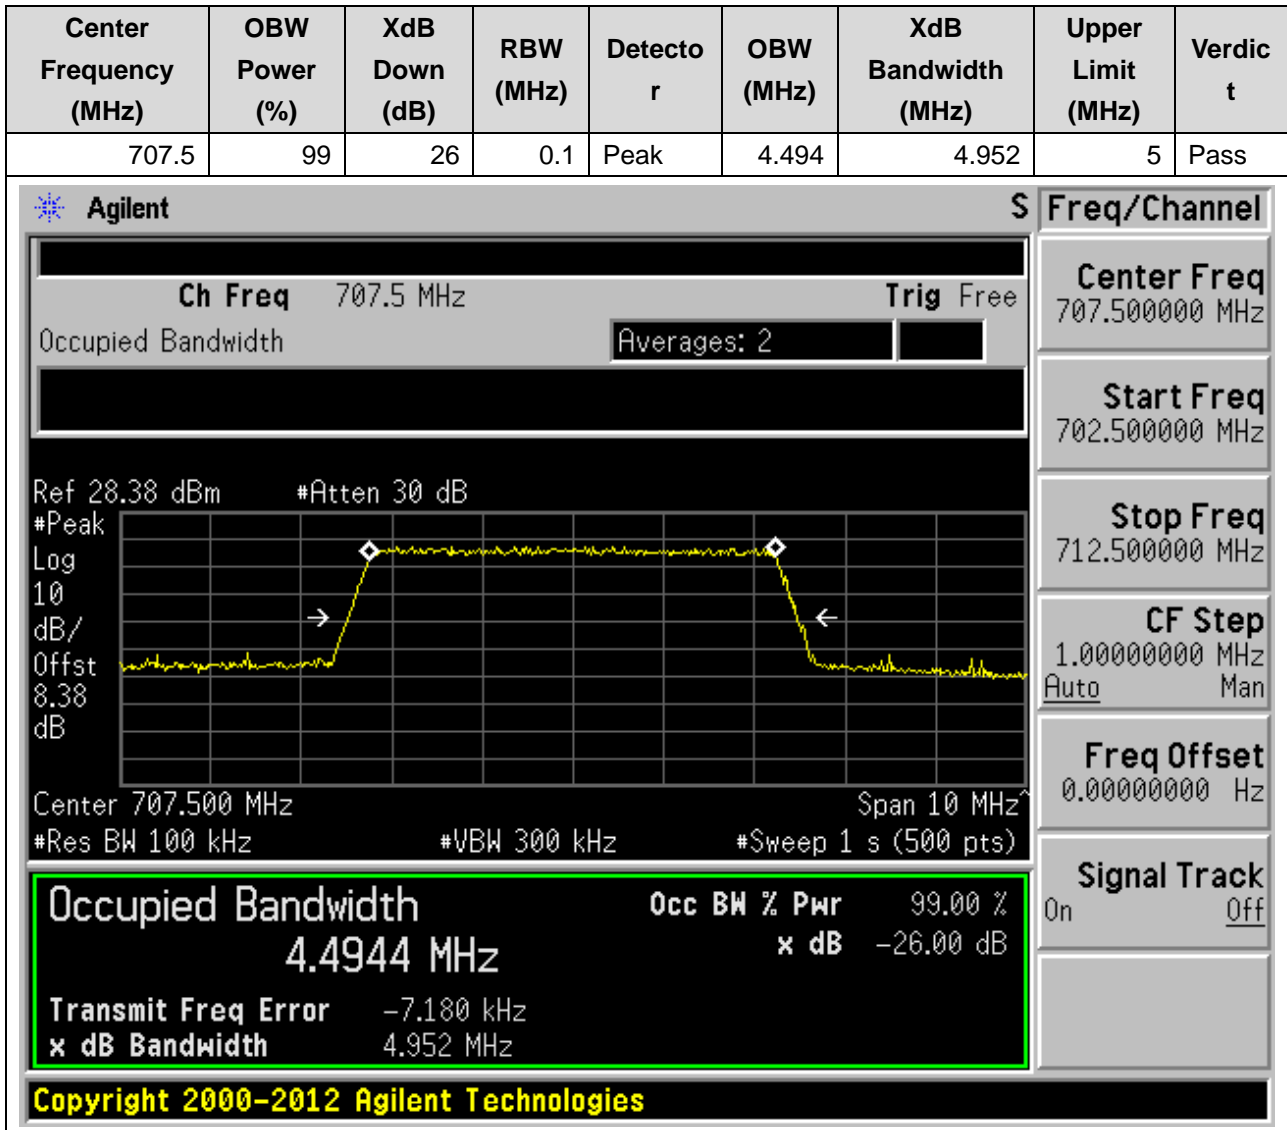 Center Frequency (MHz) OBW Power (%) XdB Down (dB) RBW (MHz) Detecto r OBW (MHz) XdB Bandwidth (MHz) Upper Limit (MHz) Verdic t
707.5 99 26 0.1 Peak 4.494 4.952 5 Pass
Agilent S Freq/Channel
Ch Freq 707.5 MHz Trig Free
Occupied Bandwidth Averages: 2
Center Freq
707.500000 MHz
Start Freq
702.500000 MHz
Stop Freq
712.500000 MHz
CF Step
1.00000000 MHz
Auto Man
Freq Offset
0.00000000 Hz
Signal Track
On Off
Ref 28.38 dBm #Atten 30 dB
#Peak
Log
10
dB/
Offst
8.38
dB
Center 707.500 MHz Span 10 MHz^
#Res BW 100 kHz #VBW 300 kHz #Sweep 1 s (500 pts)
Occupied Bandwidth Occ BW % Pwr 99.00 %
4.4944 MHz x dB -26.00 dB
Transmit Freq Error -7.180 kHz
x dB Bandwidth 4.952 MHz
Copyright 2000-2012 Agilent Technologies